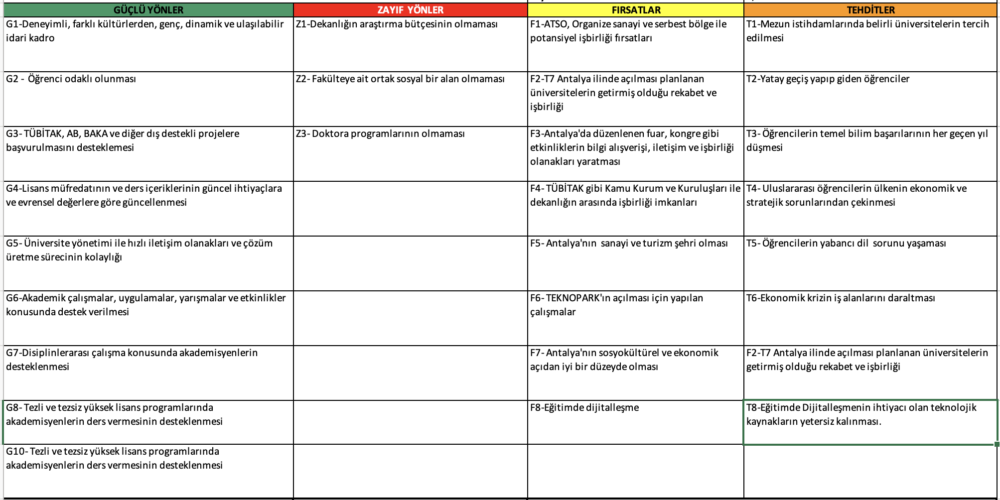 GÜÇLÜ YÖNLER
ZAYIF YÖNLER
FIRSATLAR
TEHDİTLER
G1-Deneyimli, farklı kültürlerden, genç, dinamik ve ulaşılabilir
idari kadro
Z1-Dekanlığın araştırma bütçesinin olmaması
F1-ATSO, Organize sanayi ve serbest bölge ile
potansiyel işbirliği fırsatları
T1-Mezun istihdamlarında belirli üniversitelerin tercih
edilmesi
G2 - Öğrenci odaklı olunması
Z2- Fakülteye ait ortak sosyal bir alan olmaması
F2-T7 Antalya ilinde açılması planlanan
üniversitelerin getirmiş olduğu rekabet ve
işbirliği
T2-Yatay geçiş yapıp giden öğrenciler
G3- TÜBİTAK, AB, BAKA ve diğer dış destekli projelere
başvurulmasını desteklemesi
Z3- Doktora programlarının olmaması
F3-Antalya'da düzenlenen fuar, kongre gibi
etkinliklerin bilgi alışverişi, iletişim ve işbirliği
olanakları yaratması
T3- Öğrencilerin temel bilim başarılarının her geçen yıl
düşmesi
G4-Lisans müfredatının ve ders içeriklerinin güncel ihtiyaçlara
ve evrensel değerlere göre güncellenmesi
F4- TÜBİTAK gibi Kamu Kurum ve Kuruluşları ile
dekanlığın arasında işbirliği imkanları
T4- Uluslararası öğrencilerin ülkenin ekonomik ve
stratejik sorunlarından çekinmesi
G5- Üniversite yönetimi ile hızlı iletişim olanakları ve çözüm
üretme sürecinin kolaylığı
F5- Antalya'nın sanayi ve turizm şehri olması
T5- Öğrencilerin yabancı dil sorunu yaşaması
G6-Akademik çalışmalar, uygulamalar, yarışmalar ve etkinlikler
konusunda destek verilmesi
F6- TEKNOPARK'ın açılması için yapılan
çalışmalar
T6-Ekonomik krizin iş alanlarını daraltması
G7-Disiplinlerarası çalışma konusunda akademisyenlerin
desteklenmesi
F7- Antalya'nın sosyokültürel ve ekonomik
açıdan iyi bir düzeyde olması
F2-T7 Antalya ilinde açılması planlanan üniversitelerin
getirmiş olduğu rekabet ve işbirliği
G8- Tezli ve tezsiz yüksek lisans programlarında
akademisyenlerin ders vermesinin desteklenmesi
F8-Eğitimde dijitalleşme
T8-Eğitimde Dijitalleşmenin ihtiyacı olan teknolojik
kaynakların yetersiz kalınması.
G10- Tezli ve tezsiz yüksek lisans programlarında
akademisyenlerin ders vermesinin desteklenmesi